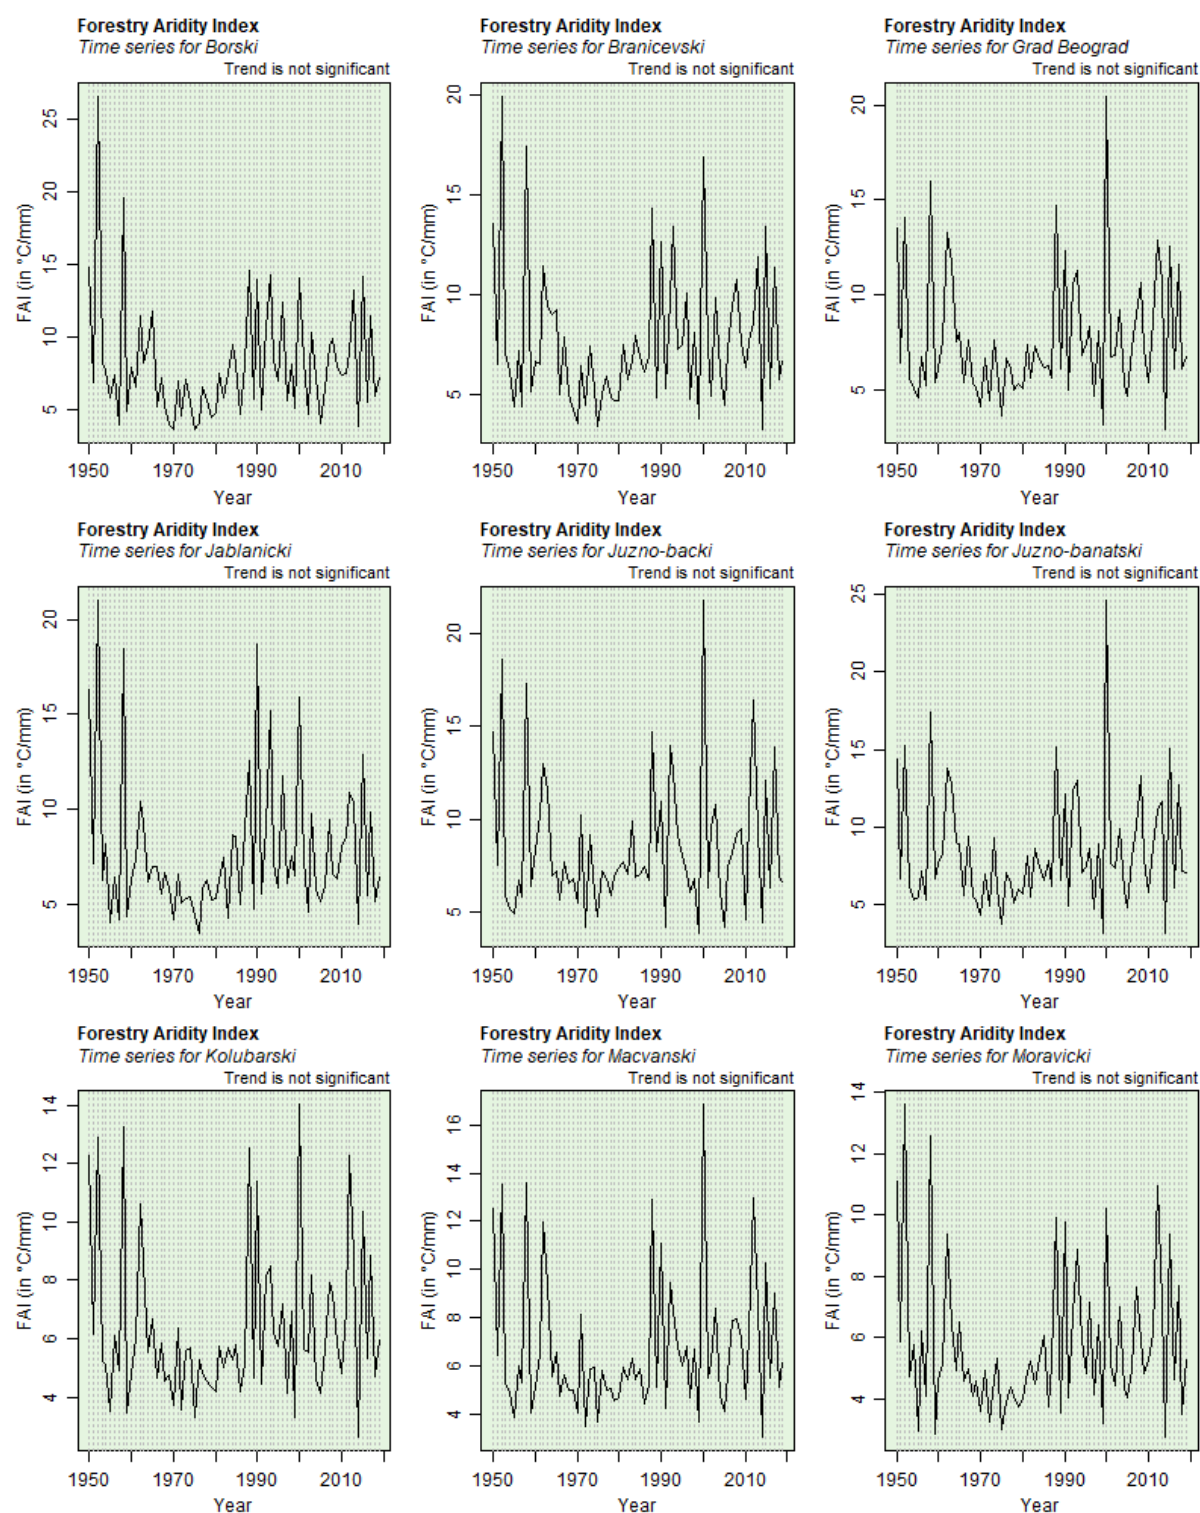 Forestry Aridity Index
Time series for Borski
Trend is not significant
FAI (in °C/mm)
5
10
15
20
25
1950
1970
1990
2010
Year
Forestry Aridity Index
Time series for Branicevski
Trend is not significant
FAI (in °C/mm)
5
10
15
20
1950
1970
1990
2010
Year
Forestry Aridity Index
Time series for Grad Beograd
Trend is not significant
FAI (in °C/mm)
5
10
15
20
1950
1970
1990
2010
Year
Forestry Aridity Index
Time series for Jablanicki
Trend is not significant
FAI (in °C/mm)
5
10
15
20
1950
1970
1990
2010
Year
Forestry Aridity Index
Time series for Juzno-backi
Trend is not significant
FAI (in °C/mm)
5
10
15
20
1950
1970
1990
2010
Year
Forestry Aridity Index
Time series for Juzno-banatski
Trend is not significant
FAI (in °C/mm)
5
10
15
20
25
1950
1970
1990
2010
Year
Forestry Aridity Index
Time series for Kolubarski
Trend is not significant
FAI (in °C/mm)
4
6
8
10
12
14
1950
1970
1990
2010
Year
Forestry Aridity Index
Time series for Macvanski
Trend is not significant
FAI (in °C/mm)
4
6
8
10
12
14
16
1950
1970
1990
2010
Year
Forestry Aridity Index
Time series for Moravicki
Trend is not significant
FAI (in °C/mm)
4
6
8
10
12
14
1950
1970
1990
2010
Year